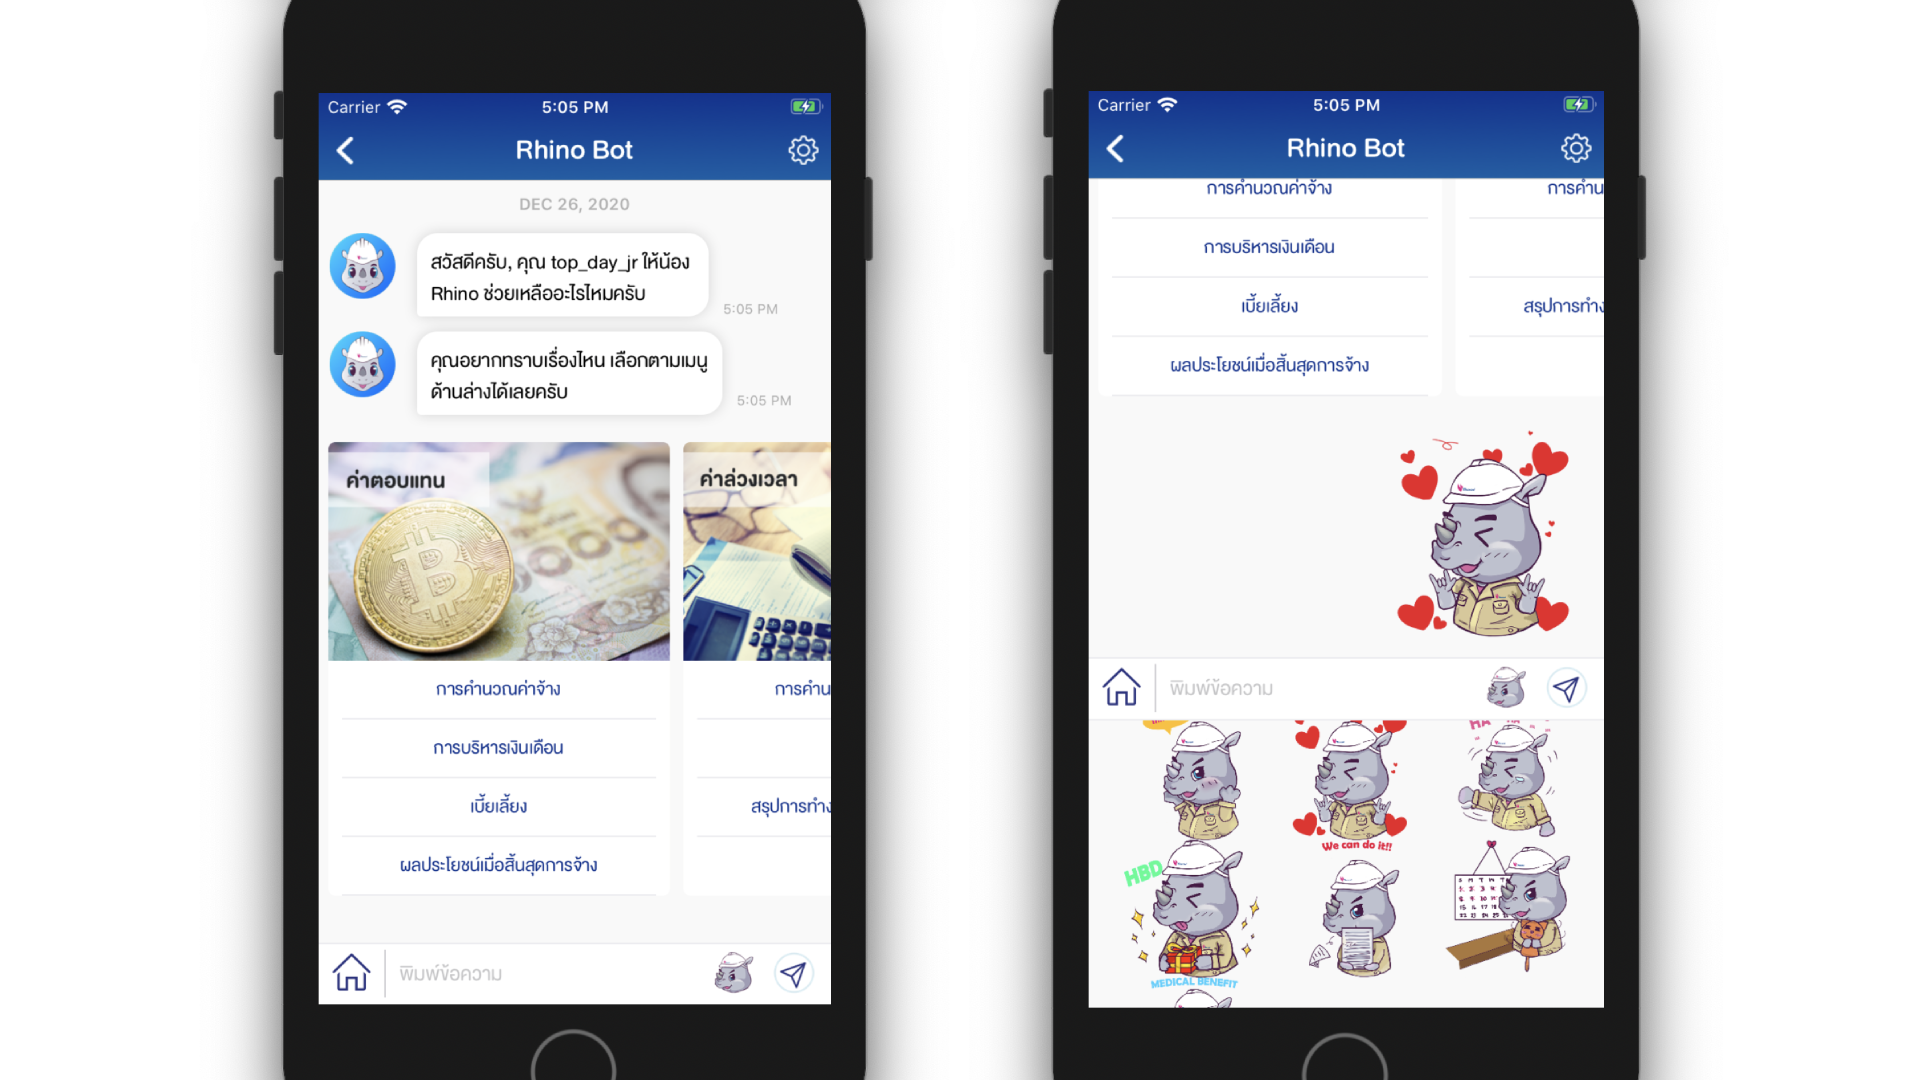 Carrier
5:05 PM
Rhino Bot
DEC 26, 2020
สวัสดีครับ, คุณ top_day_jr ให้น้อง
Rhino ช่วยเหลืออะไรไหมครับ
5:05 PM
คุณอยากทราบเรื่องไหน เลือกตามเมนู
ด้านล่างได้เลยครับ
5:05 PM
ค่าตอบแทน
ค่าล่วงเวลา
การคำนวณค่าจ้าง
การคำน
การบริหารเงินเดือน
เบี้ยเลี้ยง
สรุปการทำง
ผลประโยชน์เมื่อสิ้นสุดการจ้าง
พิมพ์ข้อความ
Carrier
5:05 PM
Rhino Bot
การคำนวณค่าจ้าง
การคำน
การบริหารเงินเดือน
เบี้ยเลี้ยง
สรุปการทำง
ผลประโยชน์เมื่อสิ้นสุดการจ้าง
พิมพ์ข้อความ
We can do it!!
HBD
MEDICAL BENEFIT